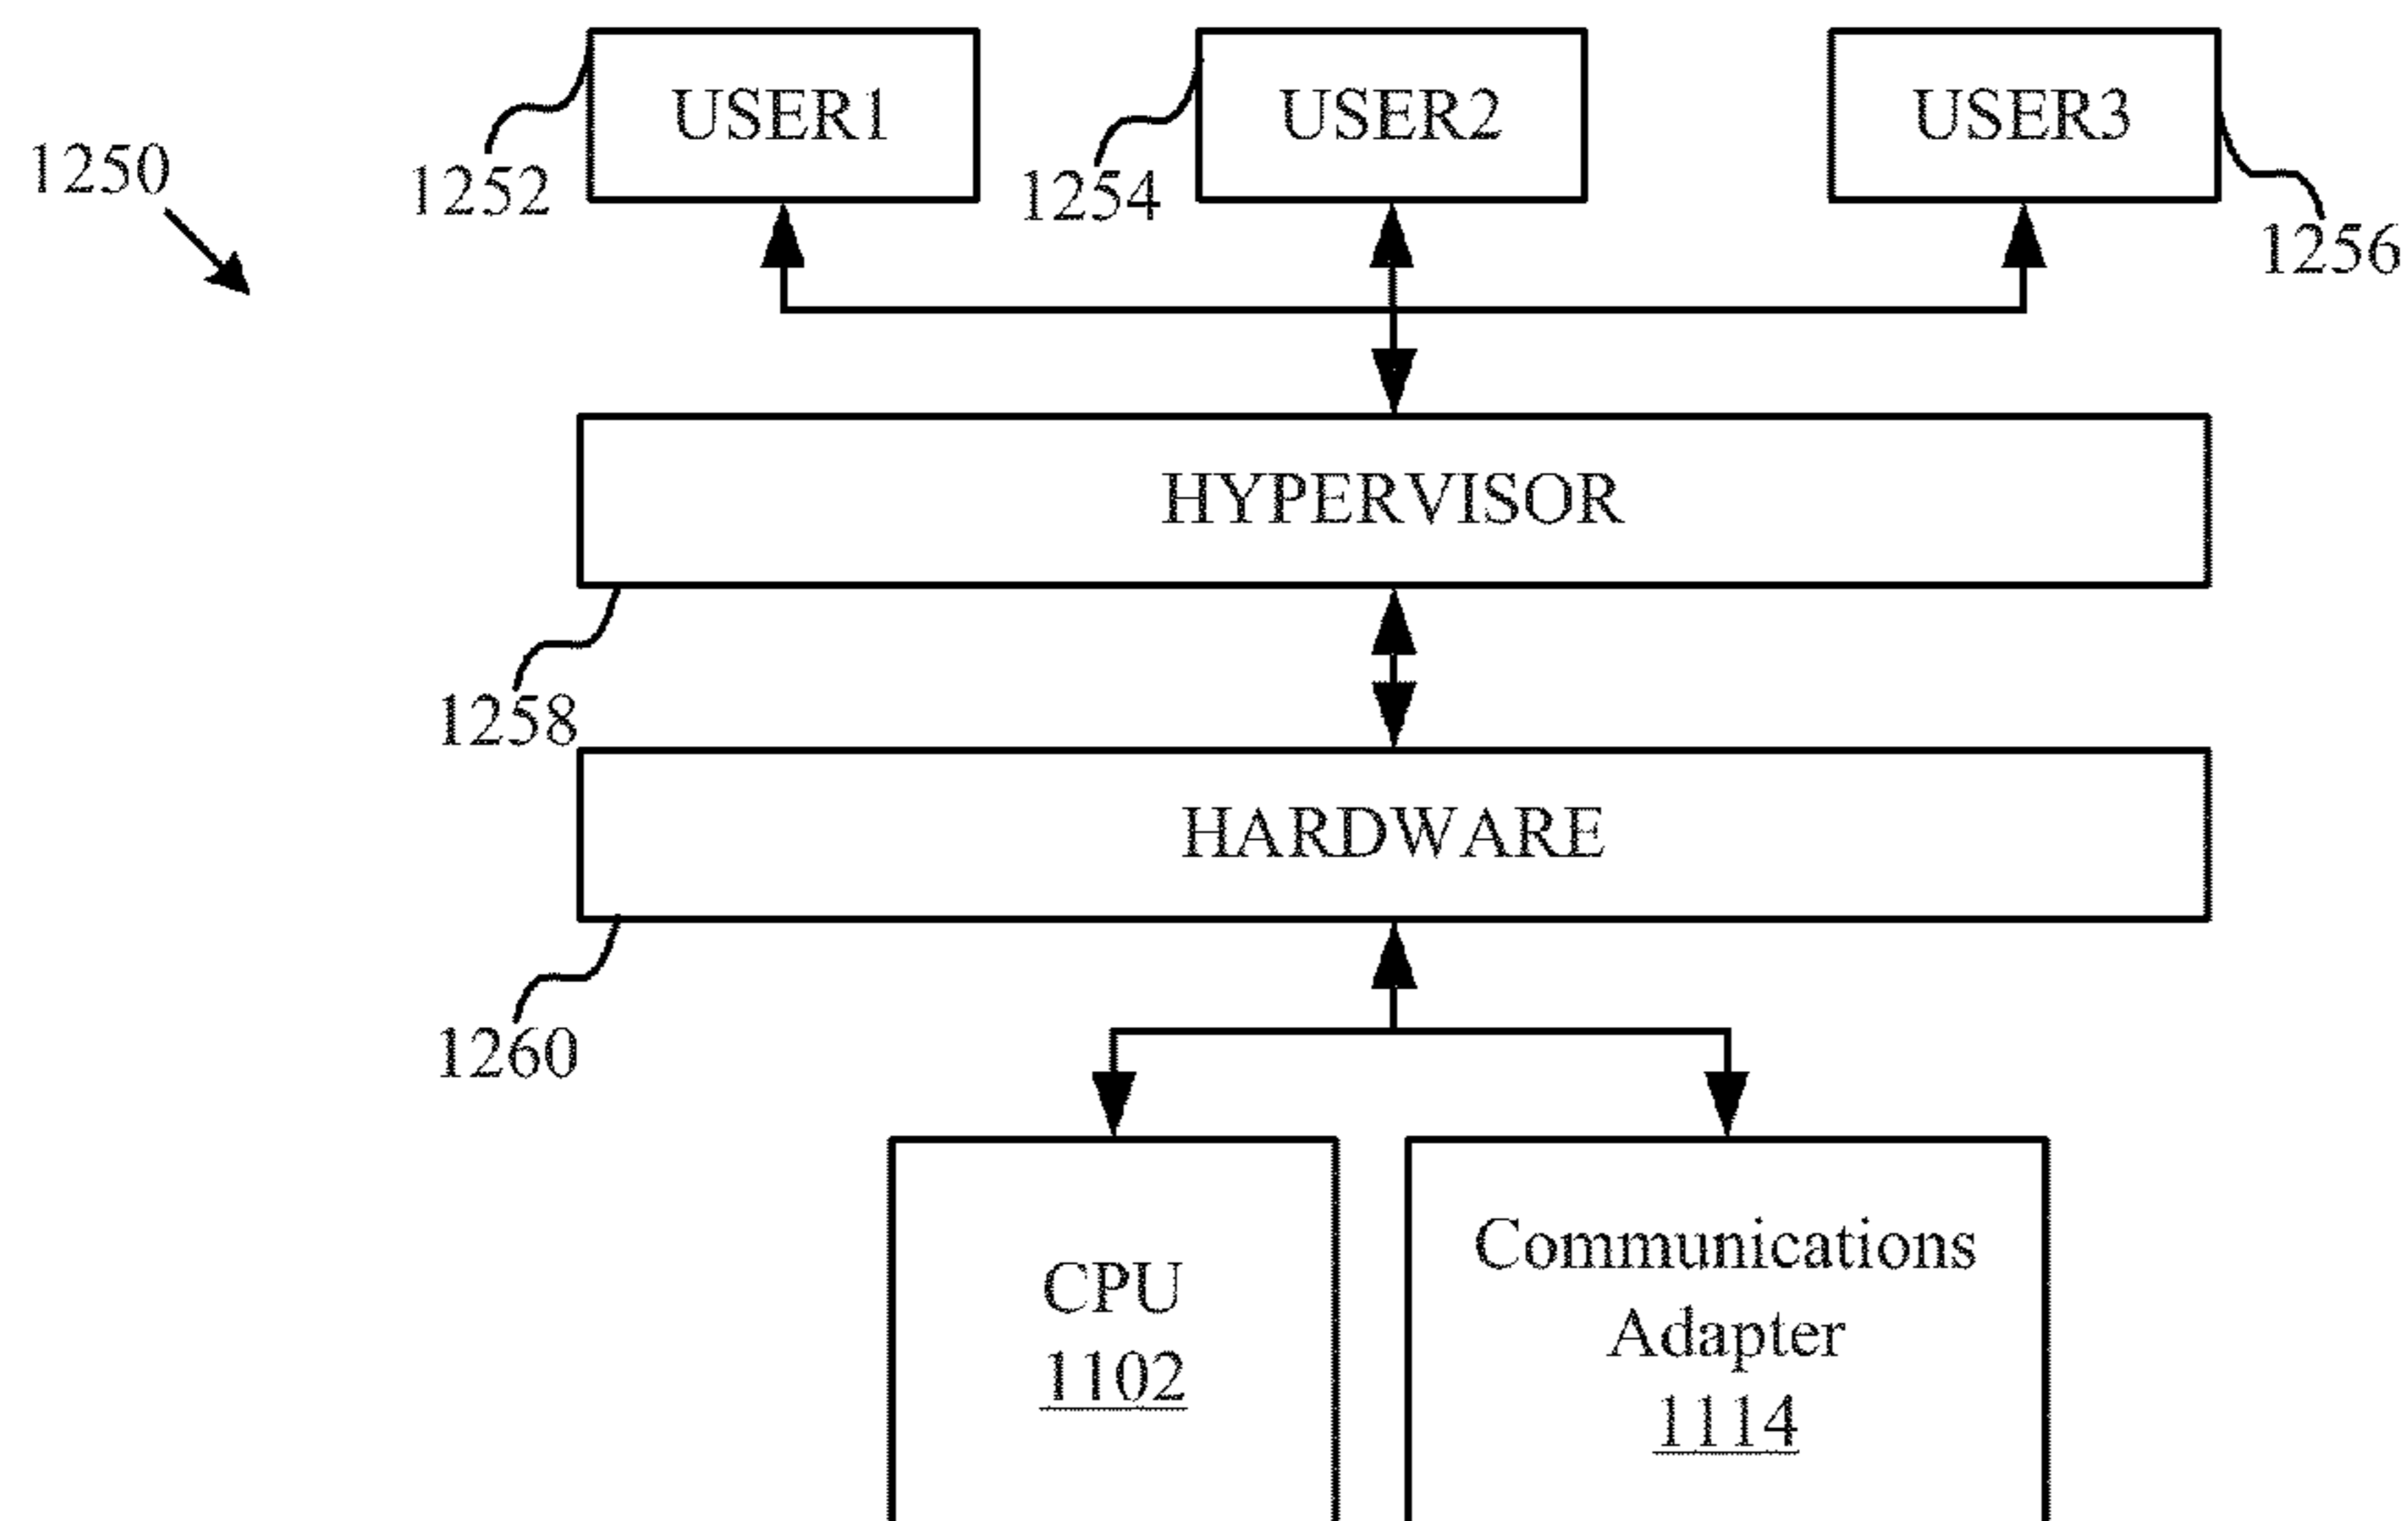 USER1
USER2
USER3
1250
1252
1254
1256
HYPERVISOR
1258
HARDWARE
1260
CPU
1102
Communications
Adapter
1114